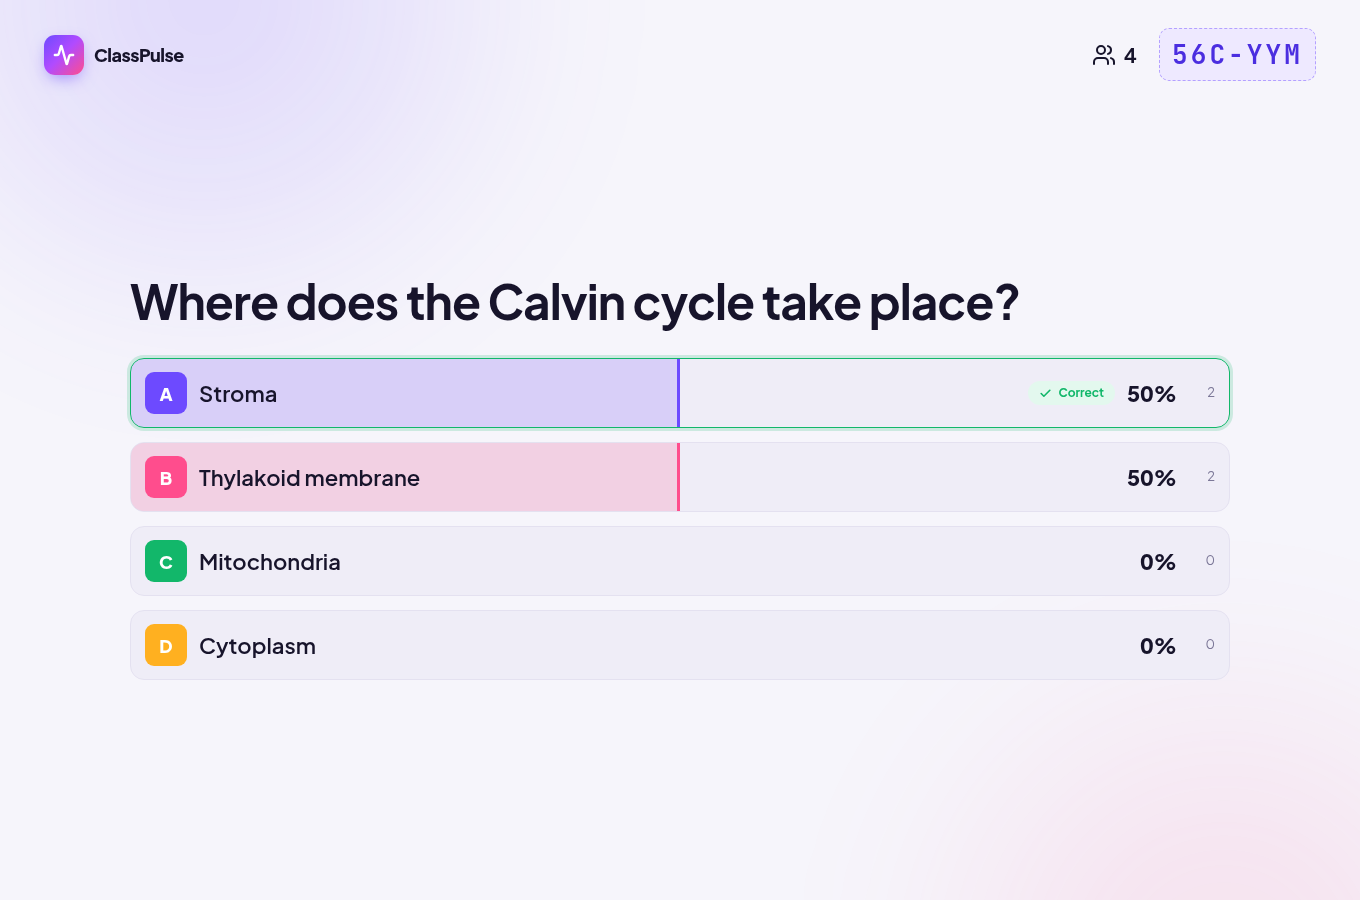 ClassPulse
4
56C-YYM
Where does the Calvin cycle take place?
A Stroma Correct 50% 2
B Thylakoid membrane 50% 2
C Mitochondria 0% 0
D Cytoplasm 0% 0